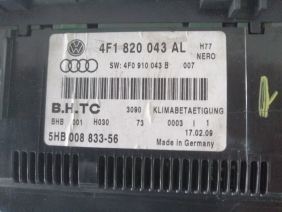 4F1 820 043 AL
H77
NERO
SW: 4F0 910 043 B 007
B.H.TC 3090 KLIMABETAETIGUNG
5HB 001 H030 73 0003 I 1
5HB 008 833-56
17.02.09
Made in Germany